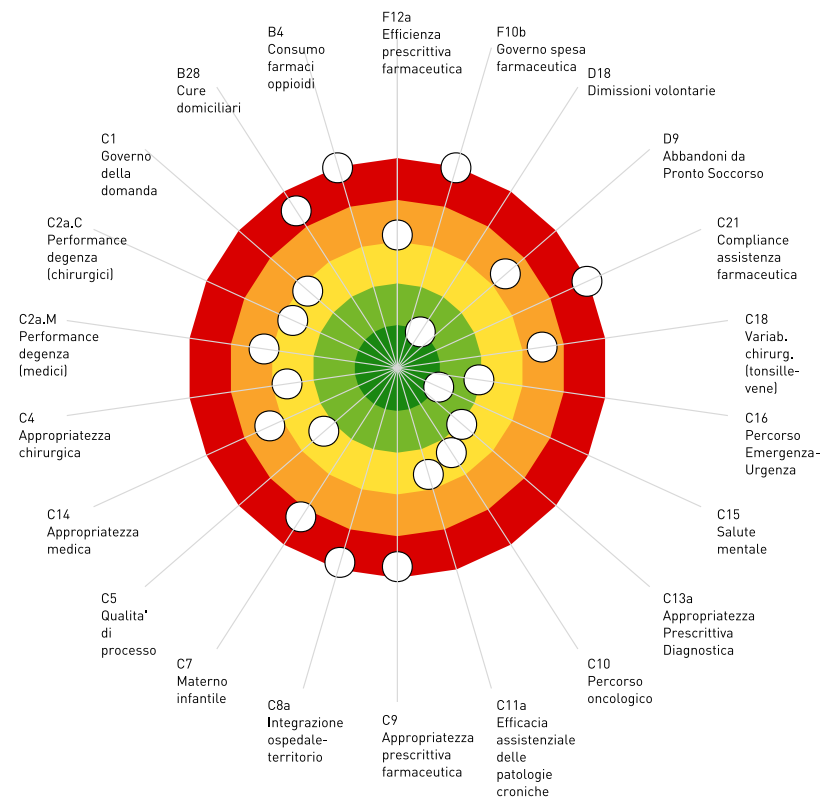 F12a
Efficienza
prescrittiva
farmaceutica
F10b
Governo spesa
farmaceutica
D18
Dimissioni volontarie
D9
Abbandoni da
Pronto Soccorso
C21
Compliance
assistenza
farmaceutica
C18
Variab.
chirurg.
(tonsille-
vene)
C16
Percorso
Emergenza-
Urgenza
C15
Salute
mentale
C13a
Appropriatezza
Prescrittiva
Diagnostica
C10
Percorso
oncologico
C11a
Efficacia
assistenziale
delle
patologie
croniche
C9
Appropriatezza
prescrittiva
farmaceutica
C8a
Integrazione
ospedale-
territorio
C7
Materno
infantile
C5
Qualita'
di
processo
C14
Appropriatezza
medica
C4
Appropriatezza
chirurgica
C2a.M
Performance
degenza
(medici)
C2a.C
Performance
degenza
(chirurgici)
C1
Governo
della
domanda
B28
Cure
domiciliari
B4
Consumo
farmaci
oppioidi